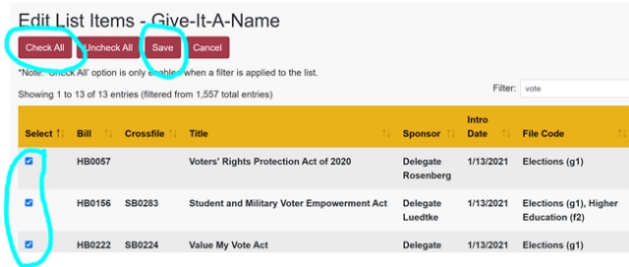 Edit List Items - Give-It-A-Name
Check All Uncheck All Save Cancel
*Note: 'Check All' option is only enabled when a filter is applied to the list.
Showing 1 to 13 of 13 entries (filtered from 1,557 total entries)
Filter: vote
Select Bill Crossfile Title Sponsor Intro Date File Code
HB0057 Voters' Rights Protection Act of 2020 Delegate Rosenberg 1/13/2021 Elections (g1)
HB0156 SB0283 Student and Military Voter Empowerment Act Delegate Luedtke 1/13/2021 Elections (g1), Higher Education (f2)
HB0222 SB0224 Value My Vote Act Delegate 1/13/2021 Elections (g1)